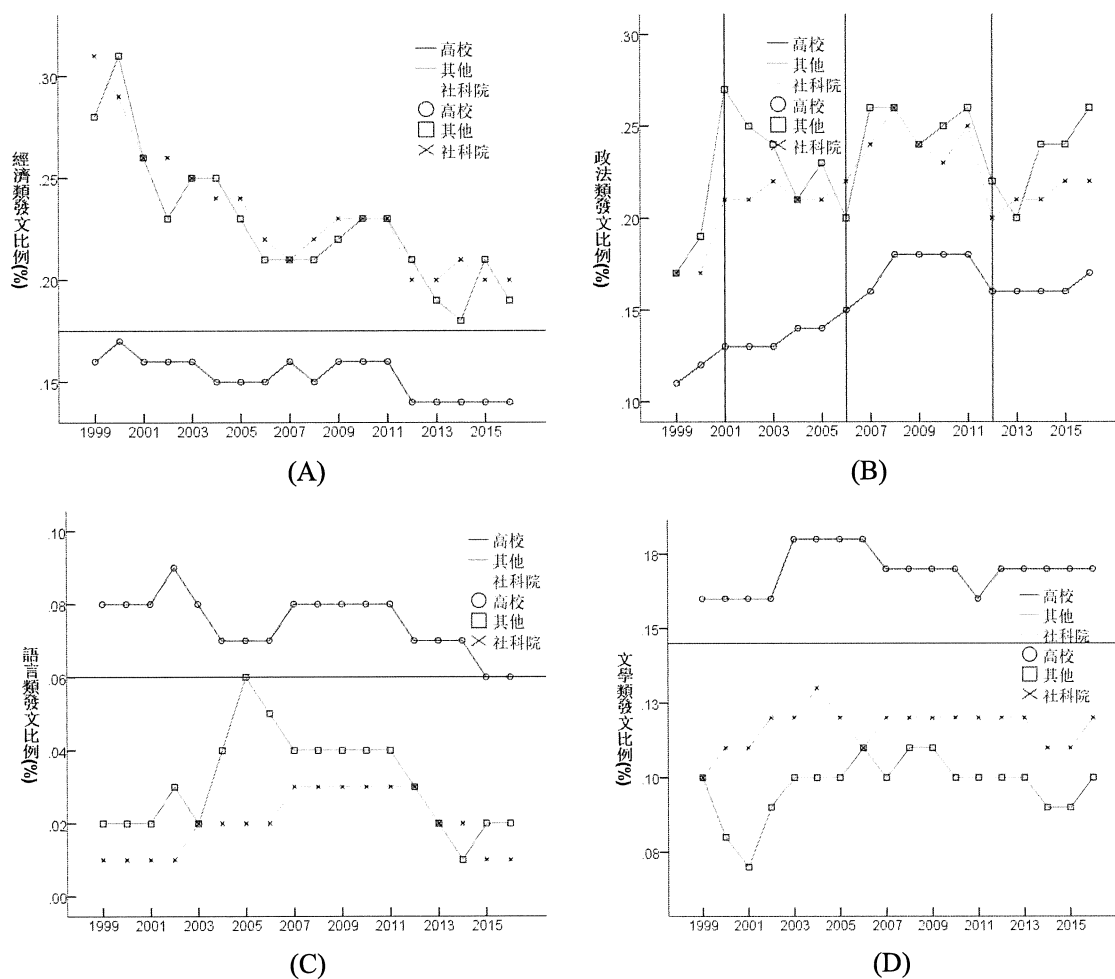 高校
其他
社科院
高校
其他
社科院
.30
.25
.20
.15
經濟類發文比例(%)
1999 2001 2003 2005 2007 2009 2011 2013 2015
(A)
高校
其他
社科院
高校
其他
社科院
.30
.25
.20
.15
.10
政法類發文比例(%)
1999 2001 2003 2005 2007 2009 2011 2013 2015
(B)
高校
其他
社科院
高校
其他
社科院
.10
.08
.06
.04
.02
.00
語言類發文比例(%)
1999 2001 2003 2005 2007 2009 2011 2013 2015
(C)
高校
其他
社科院
高校
其他
社科院
.18
.15
.13
.10
.08
文學類發文比例(%)
1999 2001 2003 2005 2007 2009 2011 2013 2015
(D)